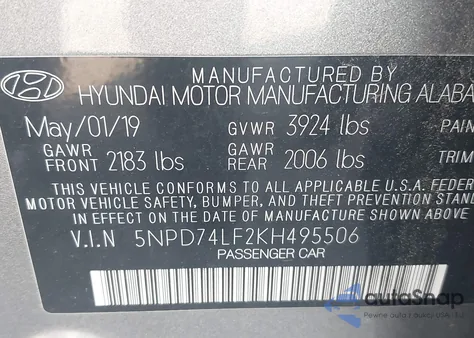 MANUFACTURED BY
HYUNDAI MOTOR MANUFACTURING ALABA
May/01/19 GVWR 3924 lbs PAIN
GAWR FRONT 2183 lbs GAWR REAR 2006 lbs TRIM
THIS VEHICLE CONFORMS TO ALL APPLICABLE U.S.A. FEDER
MOTOR VEHICLE SAFETY, BUMPER, AND THEFT PREVENTION STAND
IN EFFECT ON THE DATE OF MANUFACTURE SHOWN ABOVE.
V.I.N 5NPD74LF2KH495506
PASSENGER CAR
autoSnap